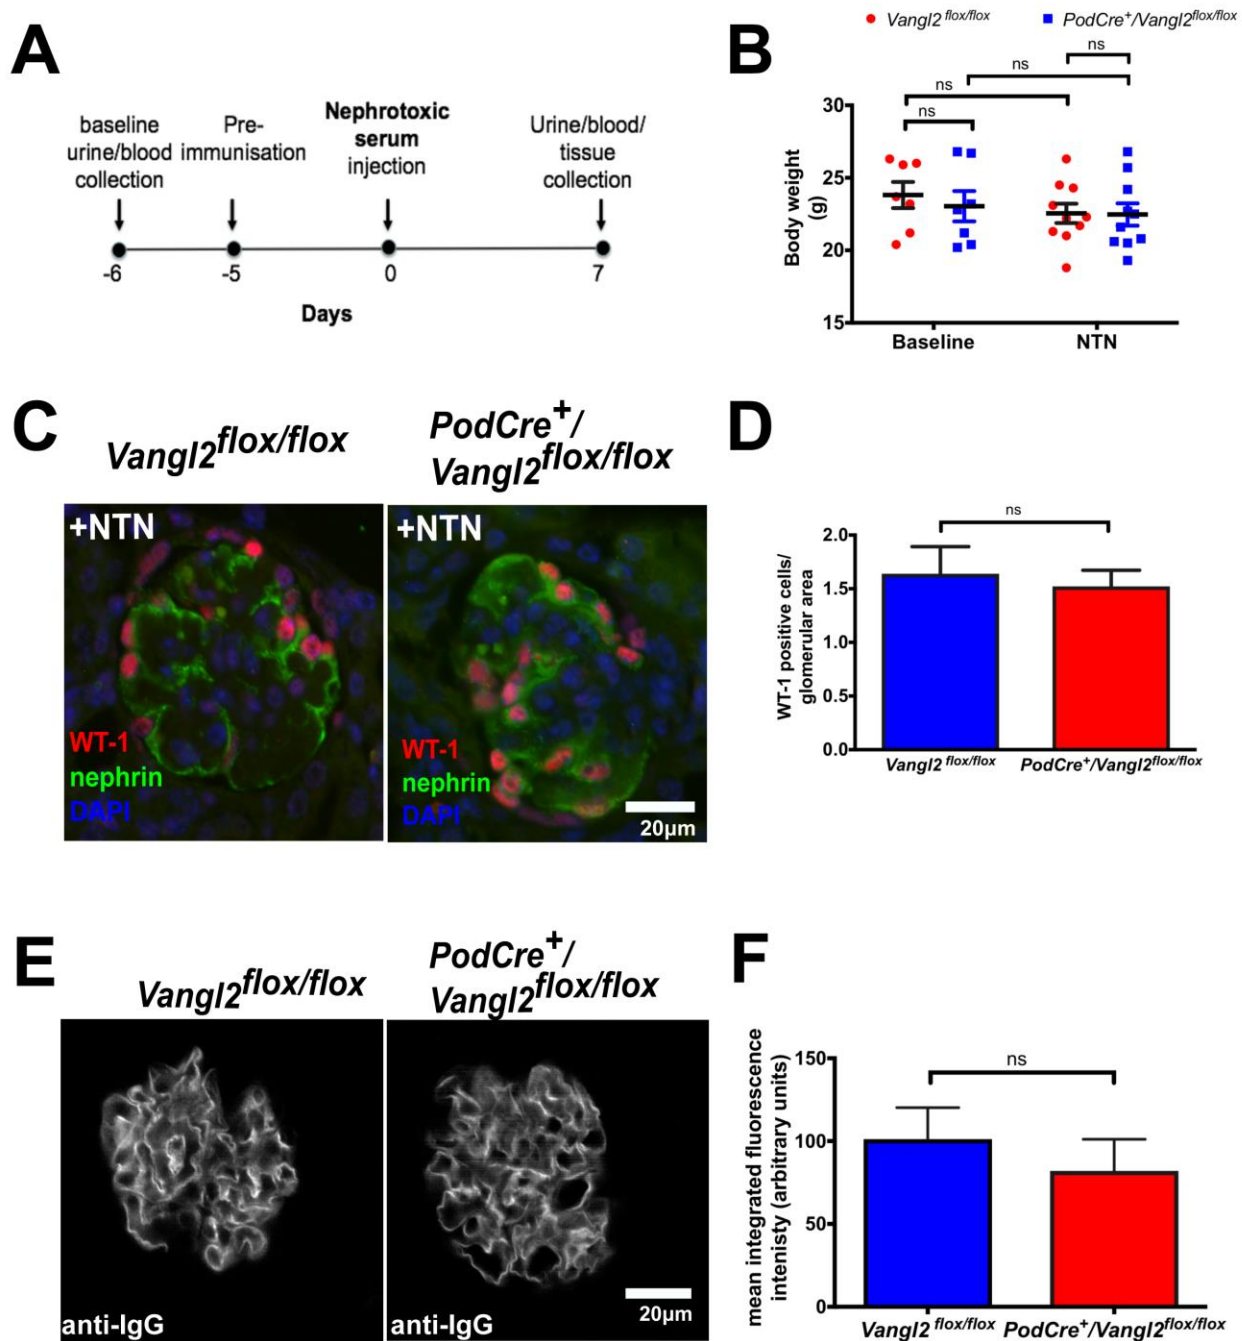 A
baseline
urine/blood
collection
Pre-
immunisation
Nephrotoxic
serum
injection
Urine/blood/
tissue
collection
-6
-5
0
7
Days
B
Vangl2 flox/flox
PodCre+/Vangl2flox/flox
ns
ns
ns
ns
30
25
20
15
Body weight
(g)
Baseline
NTN
C
Vangl2flox/flox
PodCre+/
Vangl2flox/flox
+NTN
WT-1
nephrin
DAPI
+NTN
WT-1
nephrin
DAPI
20µm
D
ns
2.0
1.5
1.0
0.5
0.0
WT-1 positive cells/
glomerular area
Vangl2 flox/flox
PodCre+/Vangl2flox/flox
E
Vangl2flox/flox
PodCre+/
Vangl2flox/flox
anti-IgG
anti-IgG
20µm
F
ns
150
100
50
0
mean integrated fluorescence
intenisty (arbitrary units)
Vangl2 flox/flox
PodCre+/Vangl2flox/flox